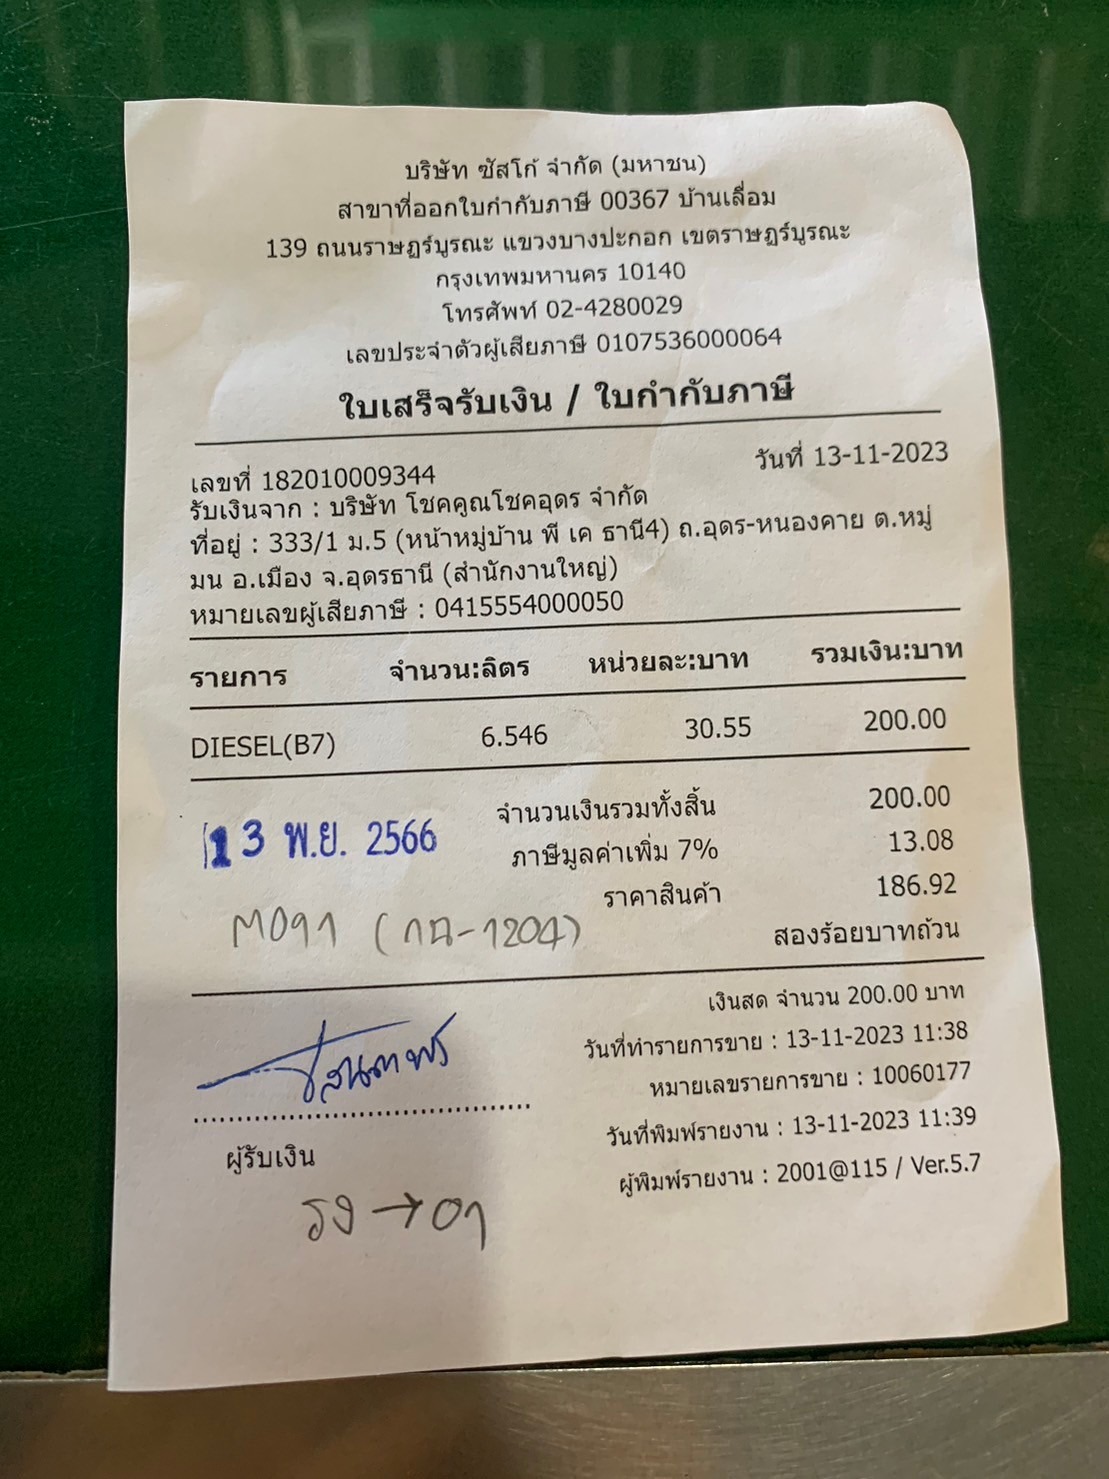 บริษัท ซัสโก้ จำกัด (มหาชน)
สาขาที่ออกใบกำกับภาษี 00367 บ้านเลื่อม
139 ถนนราษฎร์บูรณะ แขวงบางปะกอก เขตราษฎร์บูรณะ
กรุงเทพมหานคร 10140
โทรศัพท์ 02-4280029
เลขประจำตัวผู้เสียภาษี 0107536000064
ใบเสร็จรับเงิน / ใบกำกับภาษี
เลขที่ 182010009344 วันที่ 13-11-2023
รับเงินจาก : บริษัท โชคคูณโชคอุดร จำกัด
ที่อยู่ : 333/1 ม.5 (หน้าหมู่บ้าน พี เค ธานี4) ถ.อุดร-หนองคาย ต.หมู่
มน อ.เมือง จ.อุดรธานี (สำนักงานใหญ่)
หมายเลขผู้เสียภาษี : 0415554000050
รายการ จำนวน:ลิตร หน่วยละ:บาท รวมเงิน:บาท
DIESEL(B7) 6.546 30.55 200.00
จำนวนเงินรวมทั้งสิ้น 200.00
13 พ.ย. 2566
ภาษีมูลค่าเพิ่ม 7% 13.08
ราคาสินค้า 186.92
(กฉ-1204)
สองร้อยบาทถ้วน
เงินสด จำนวน 200.00 บาท
วันที่ทำรายการขาย : 13-11-2023 11:38
หมายเลขรายการขาย : 10060177
วันที่พิมพ์รายงาน : 13-11-2023 11:39
ผู้รับเงิน
ผู้พิมพ์รายงาน : 2001@115 / Ver.5.7